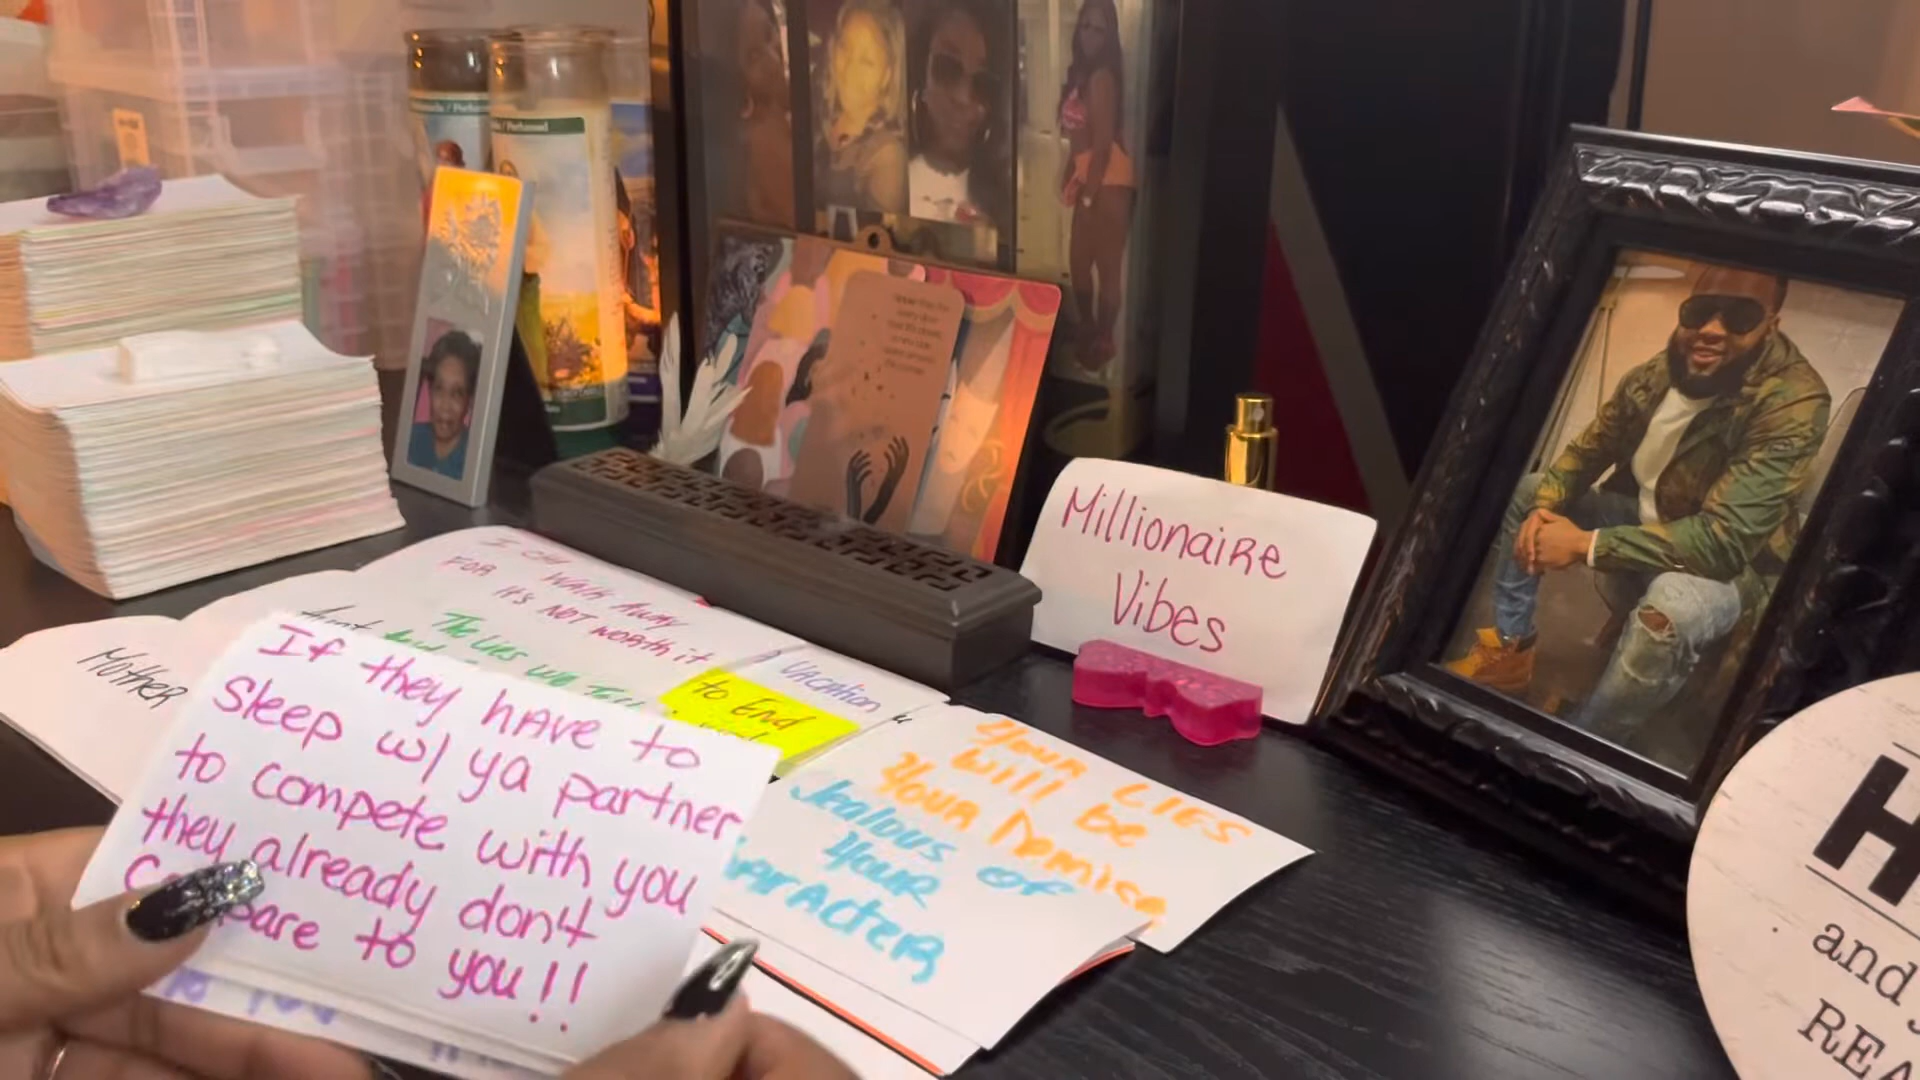 Millionaire
Vibes
I can walk away
for it's not worth it
The Lies we Tell
A vacation
to End
Mother
If they have to
sleep w/ ya partner
to compete with you
they already don't
compare to you!!
Your LIES
will be
Your Demise
Jealous of
Your
CharActeR
H
and
REA